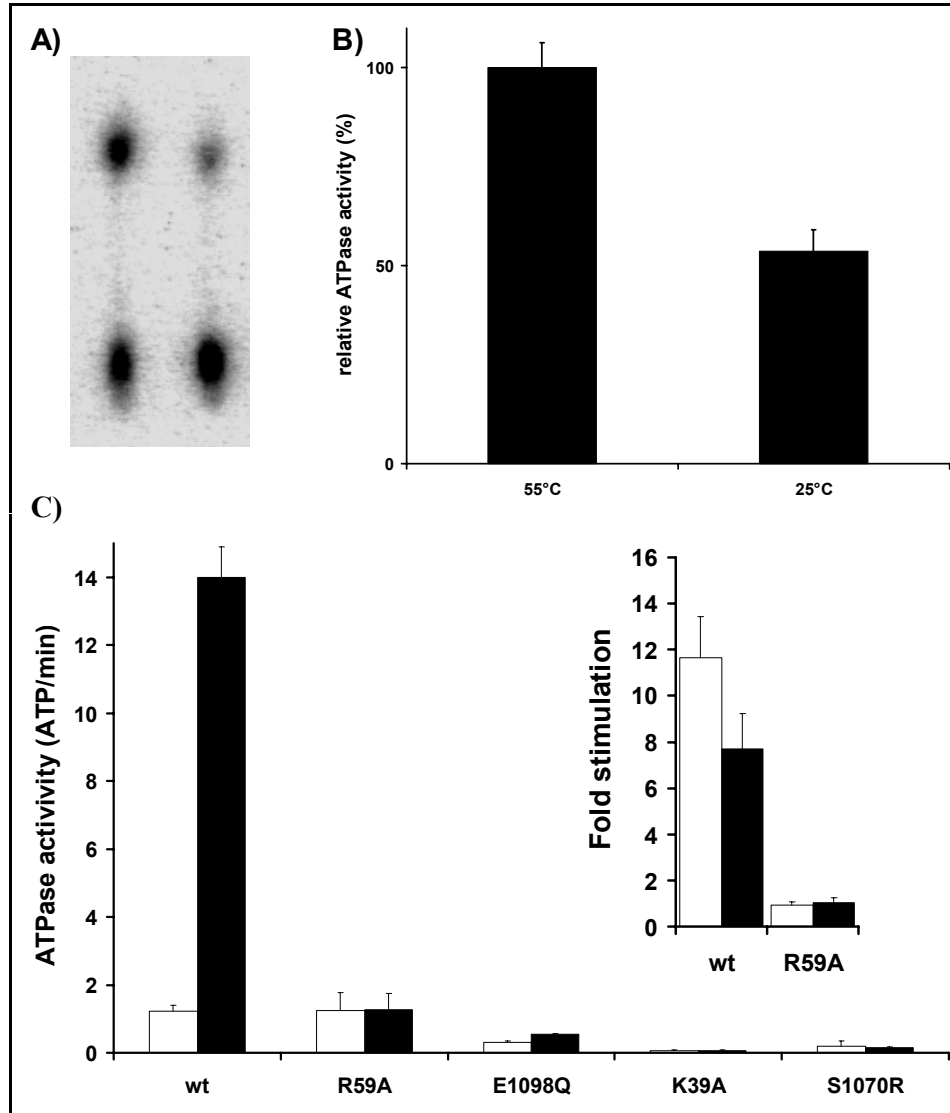 A)
B)
relative ATPase activity (%)
100
50
0
55°C
25°C
C)
ATPase activivity (ATP/min)
14
12
10
8
6
4
2
0
wt
R59A
E1098Q
K39A
S1070R
Fold stimulation
16
14
12
10
8
6
4
2
0
wt
R59A